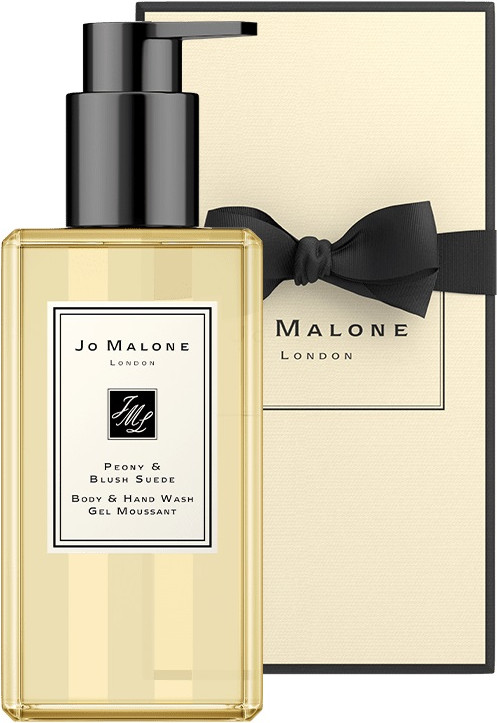 Jo Malone
London
JML
Peony &
Blush Suede
Body & Hand Wash
Gel Moussant
Malone
London